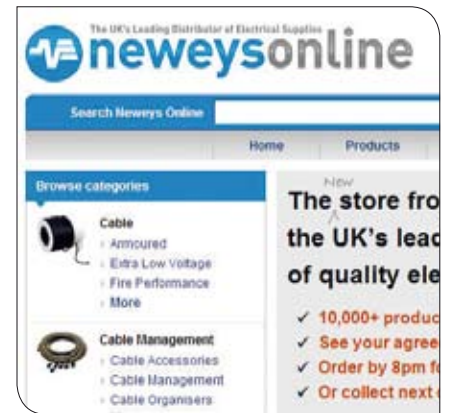 The UK's Leading Distributor of Electrical Supplies
neweysonline
Search Neweys Online
Home Products
Browse categories
Cable
Armoured
Extra Low Voltage
Fire Performance
More
Cable Management
Cable Accessories
Cable Management
Cable Organisers
New
The store fro
the UK's leac
of quality ele
✓ 10,000+ produc
✓ See your agree
✓ Order by 8pm f
✓ Or collect next